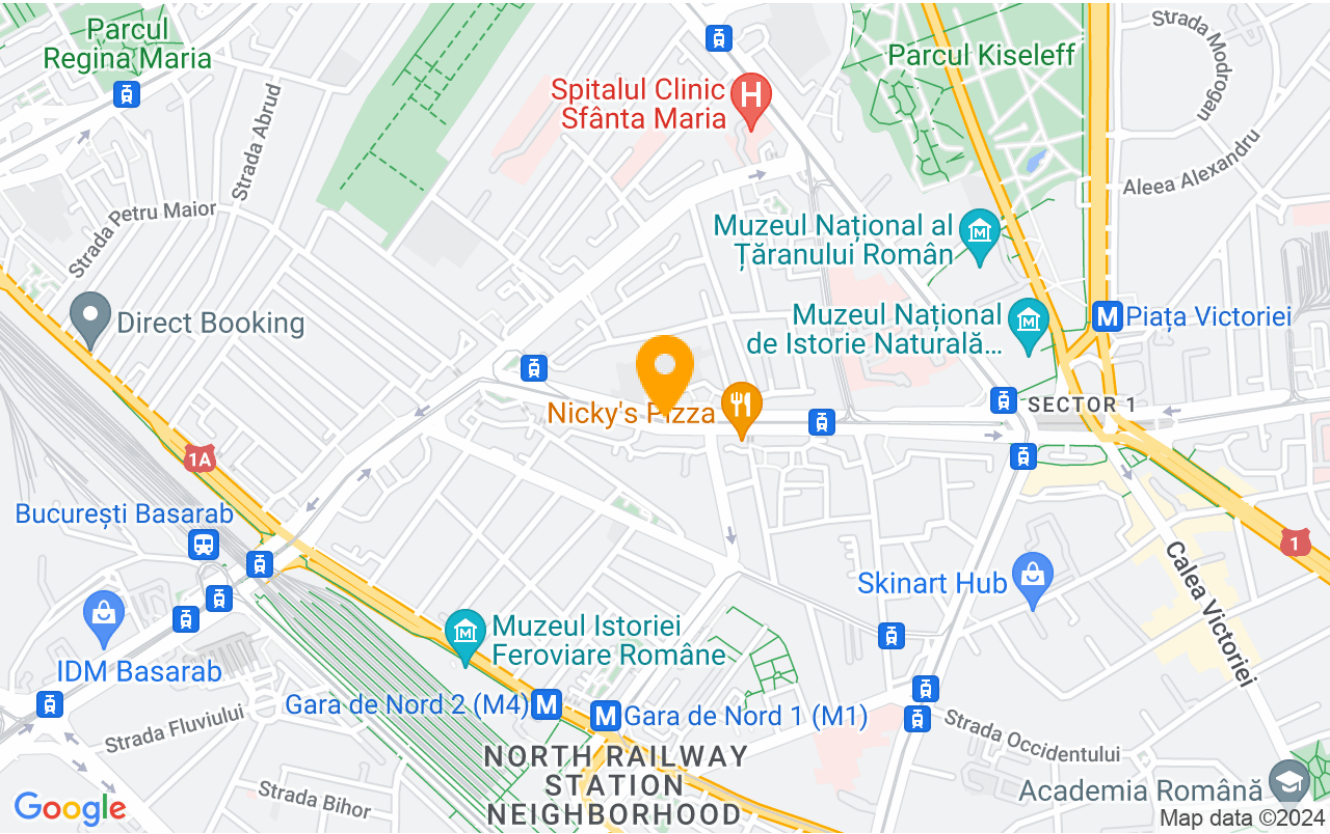 Parcul
Regina Maria
Strada Abrud
Strada Petru Maior
Spitalul Clinic
Sfânta Maria
H
Parcul Kiseleff
Strada Modrogan
Aleea Alexandru
Muzeul Național al
Țăranului Român
M
Direct Booking
Muzeul Național
de Istorie Naturală...
M
M
Piața Victoriei
Nicky's Pizza
SECTOR 1
1A
București Basarab
1
Calea Victoriei
Skinart Hub
IDM Basarab
M
Muzeul Istoriei
Feroviare Române
Gara de Nord 2 (M4)
M
M
Gara de Nord 1 (M1)
Strada Fluviului
Strada Occidentului
NORTH RAILWAY
STATION
NEIGHBORHOOD
Strada Bihor
Academia Română
Google
Map data ©2024